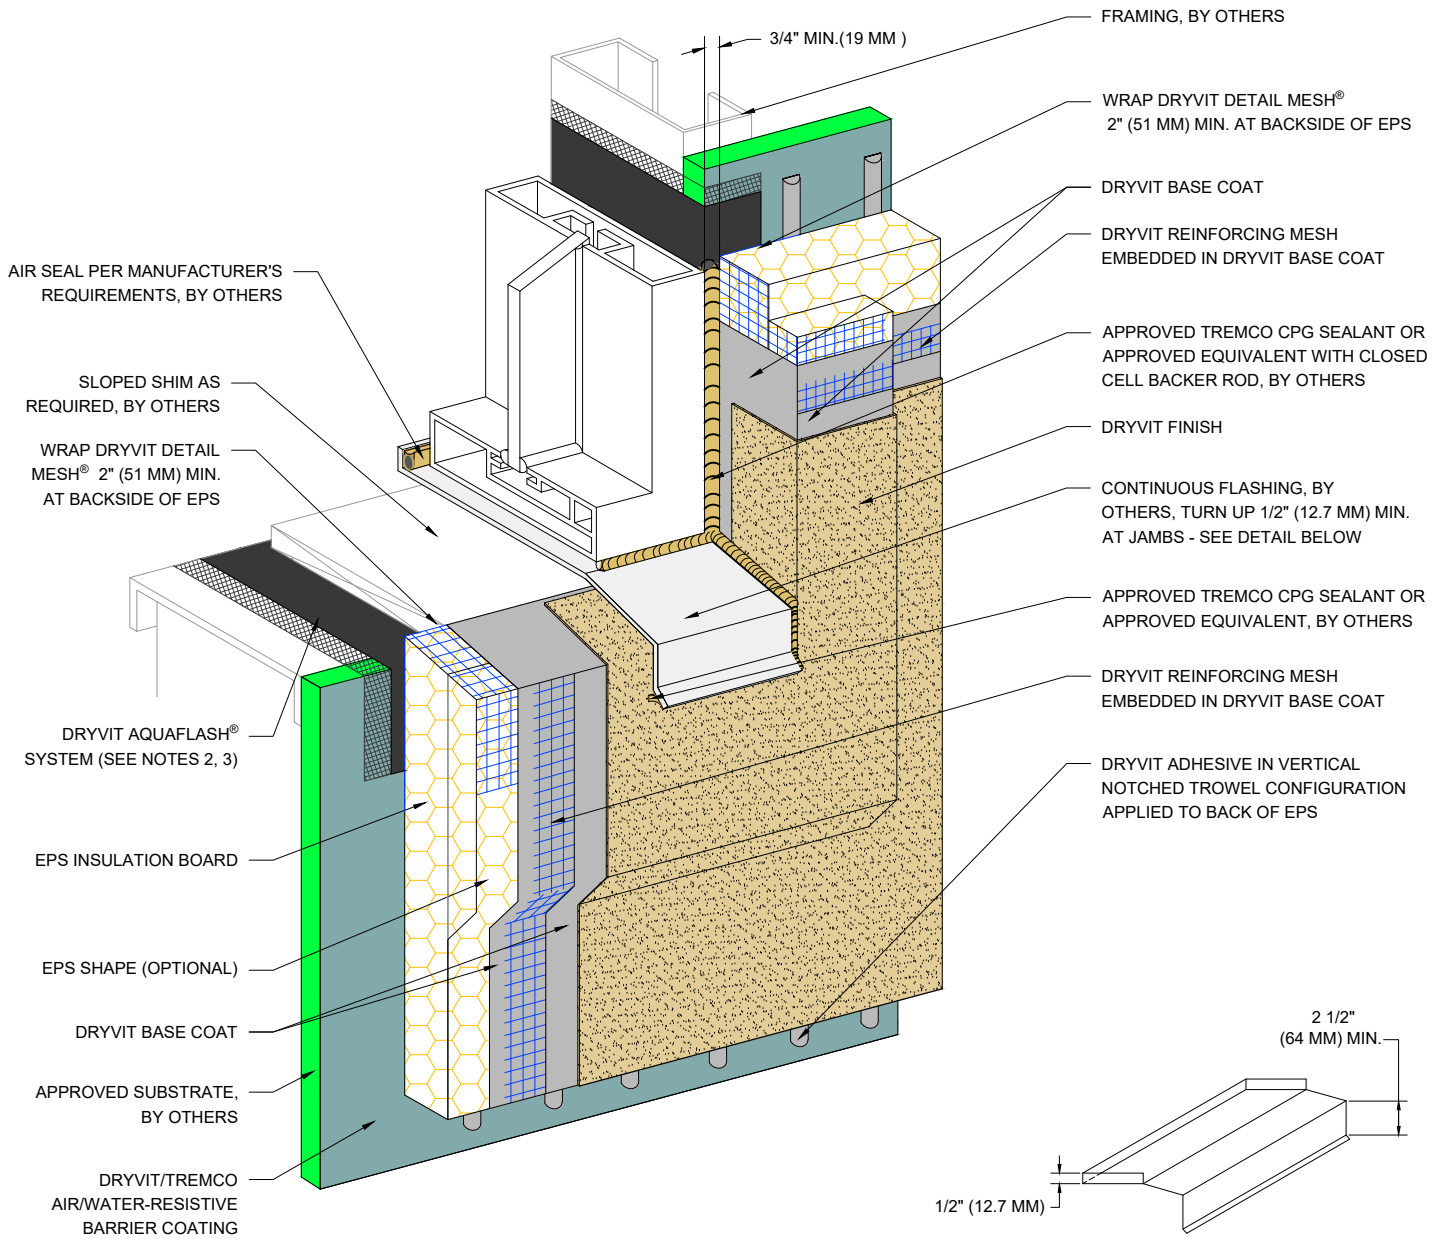 3/4" MIN.(19 MM )
FRAMING, BY OTHERS
WRAP DRYVIT DETAIL MESH®
2" (51 MM) MIN. AT BACKSIDE OF EPS
DRYVIT BASE COAT
DRYVIT REINFORCING MESH
EMBEDDED IN DRYVIT BASE COAT
APPROVED TREMCO CPG SEALANT OR
APPROVED EQUIVALENT WITH CLOSED
CELL BACKER ROD, BY OTHERS
DRYVIT FINISH
CONTINUOUS FLASHING, BY
OTHERS, TURN UP 1/2" (12.7 MM) MIN.
AT JAMBS - SEE DETAIL BELOW
APPROVED TREMCO CPG SEALANT OR
APPROVED EQUIVALENT, BY OTHERS
DRYVIT REINFORCING MESH
EMBEDDED IN DRYVIT BASE COAT
DRYVIT ADHESIVE IN VERTICAL
NOTCHED TROWEL CONFIGURATION
APPLIED TO BACK OF EPS
AIR SEAL PER MANUFACTURER'S
REQUIREMENTS, BY OTHERS
SLOPED SHIM AS
REQUIRED, BY OTHERS
WRAP DRYVIT DETAIL
MESH® 2" (51 MM) MIN.
AT BACKSIDE OF EPS
DRYVIT AQUAFLASH®
SYSTEM (SEE NOTES 2, 3)
EPS INSULATION BOARD
EPS SHAPE (OPTIONAL)
DRYVIT BASE COAT
APPROVED SUBSTRATE,
BY OTHERS
DRYVIT/TREMCO
AIR/WATER-RESISTIVE
BARRIER COATING
2 1/2"
(64 MM) MIN.
1/2" (12.7 MM)